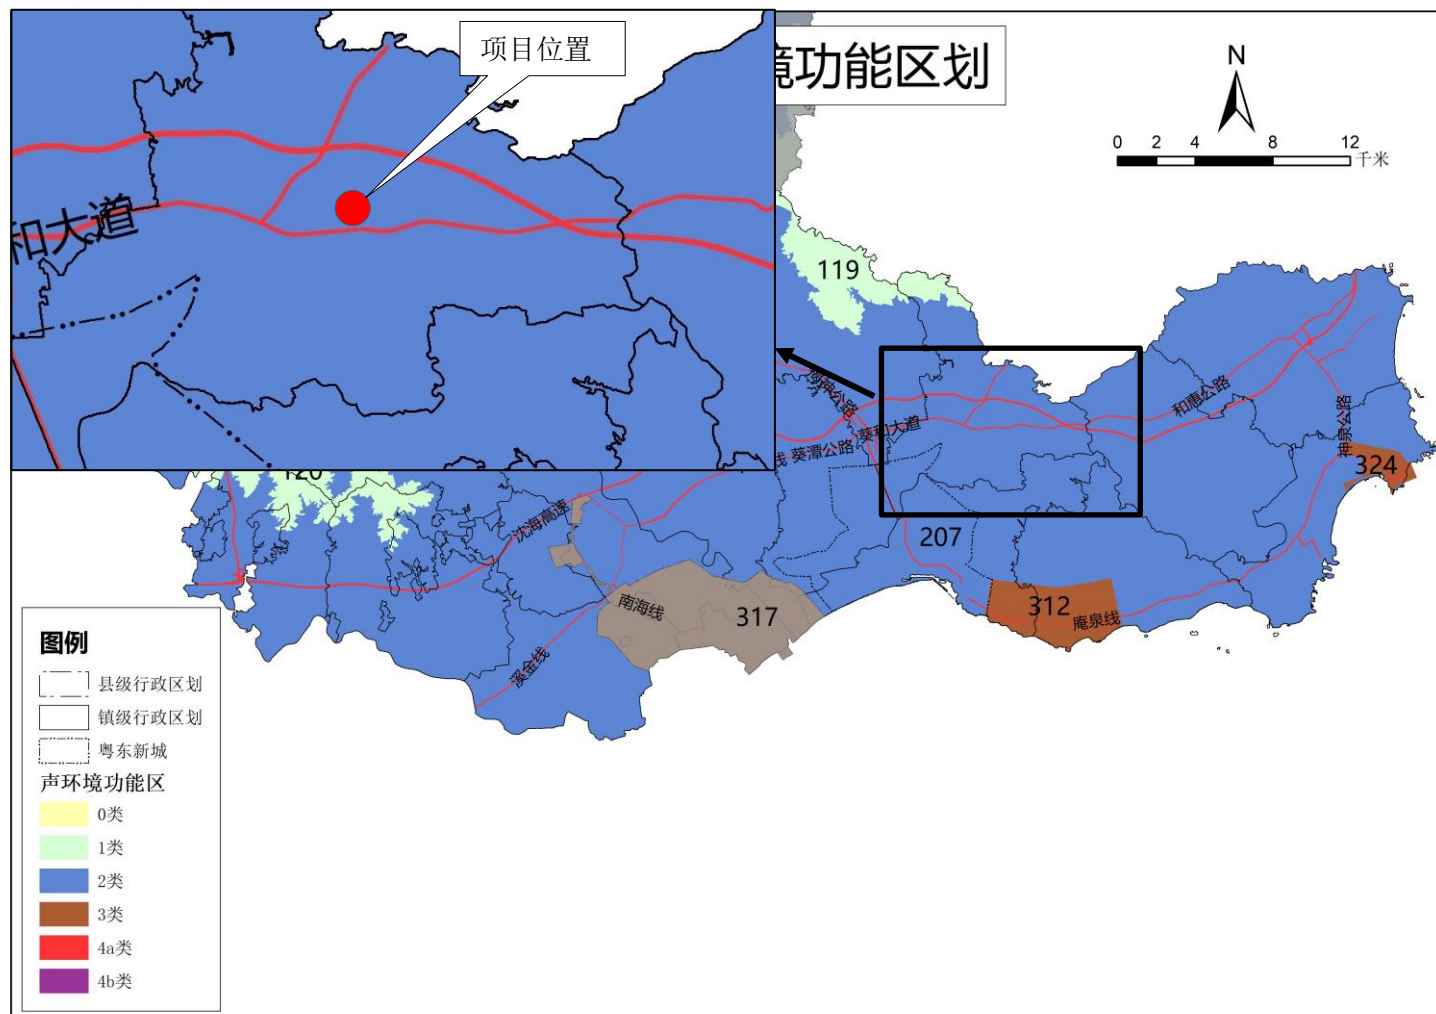 项目位置
境功能区划
N
0 2 4 8 12
千米
和大道
119
和惠公路
神泉公路
324
葵和大道
线 葵潭公路
120
沈海高速
207
南海线
317
312
庵泉线
溪金线
图例
县级行政区划
镇级行政区划
粤东新城
声环境功能区
0类
1类
2类
3类
4a类
4b类